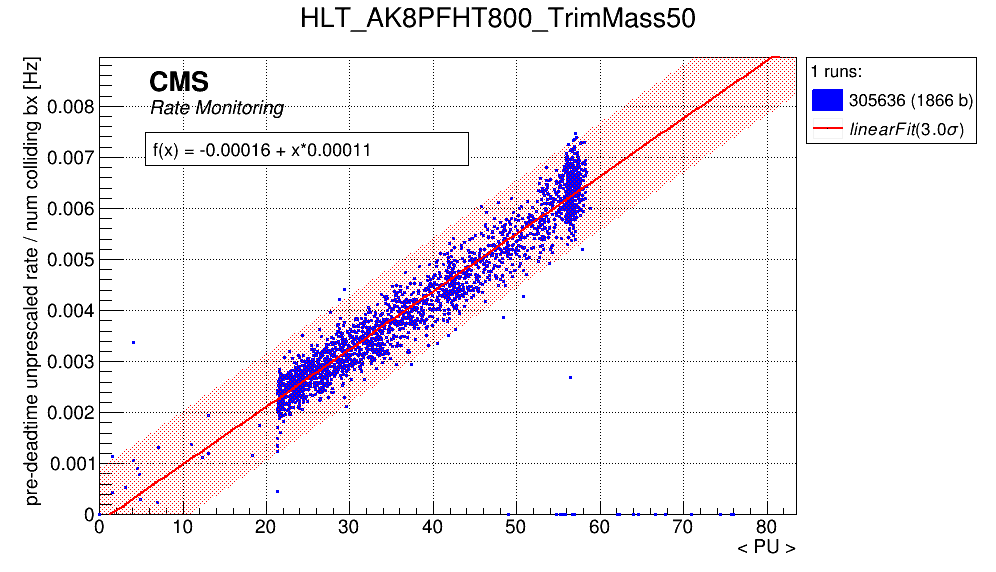 HLT_AK8PFHT800_TrimMass50
pre-deadtime unprescaled rate / num colliding bx [Hz]
CMS
Rate Monitoring
f(x) = -0.00016 + x*0.00011
1 runs:
305636 (1866 b)
linearFit(3.0σ)
0.008
0.007
0.006
0.005
0.004
0.003
0.002
0.001
0
0 10 20 30 40 50 60 70 80
< PU >